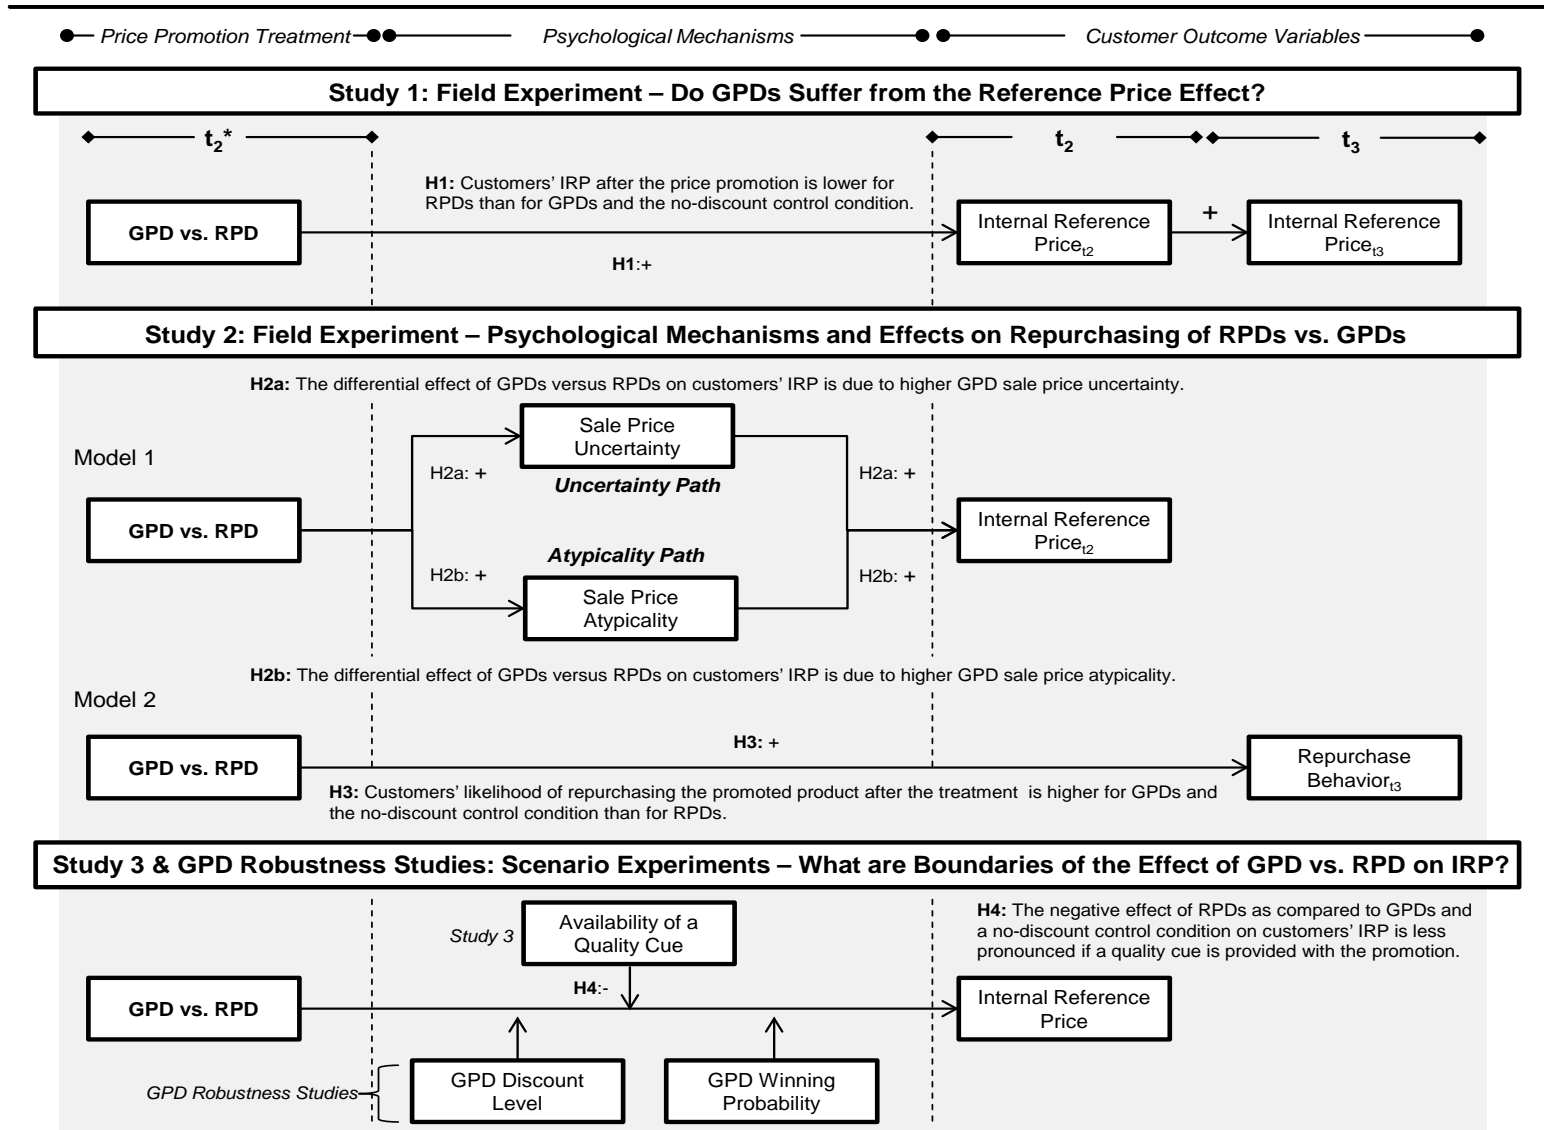 Price Promotion Treatment
Psychological Mechanisms
Customer Outcome Variables
Study 1: Field Experiment – Do GPDs Suffer from the Reference Price Effect?
t2*
t2
t3
H1: Customers' IRP after the price promotion is lower for
RPDs than for GPDs and the no-discount control condition.
GPD vs. RPD
H1:+
Internal Reference
Pricet2
+
Internal Reference
Pricet3
Study 2: Field Experiment – Psychological Mechanisms and Effects on Repurchasing of RPDs vs. GPDs
H2a: The differential effect of GPDs versus RPDs on customers' IRP is due to higher GPD sale price uncertainty.
Model 1
Sale Price
Uncertainty
H2a: +
Uncertainty Path
H2a: +
GPD vs. RPD
Internal Reference
Pricet2
Atypicality Path
H2b: +
Sale Price
Atypicality
H2b: +
H2b: The differential effect of GPDs versus RPDs on customers' IRP is due to higher GPD sale price atypicality.
Model 2
GPD vs. RPD
H3: +
Repurchase
Behaviort3
H3: Customers' likelihood of repurchasing the promoted product after the treatment is higher for GPDs and
the no-discount control condition than for RPDs.
Study 3 & GPD Robustness Studies: Scenario Experiments – What are Boundaries of the Effect of GPD vs. RPD on IRP?
Study 3
Availability of a
Quality Cue
H4: The negative effect of RPDs as compared to GPDs and
a no-discount control condition on customers' IRP is less
pronounced if a quality cue is provided with the promotion.
GPD vs. RPD
H4:-
Internal Reference
Price
GPD Robustness Studies
GPD Discount
Level
GPD Winning
Probability